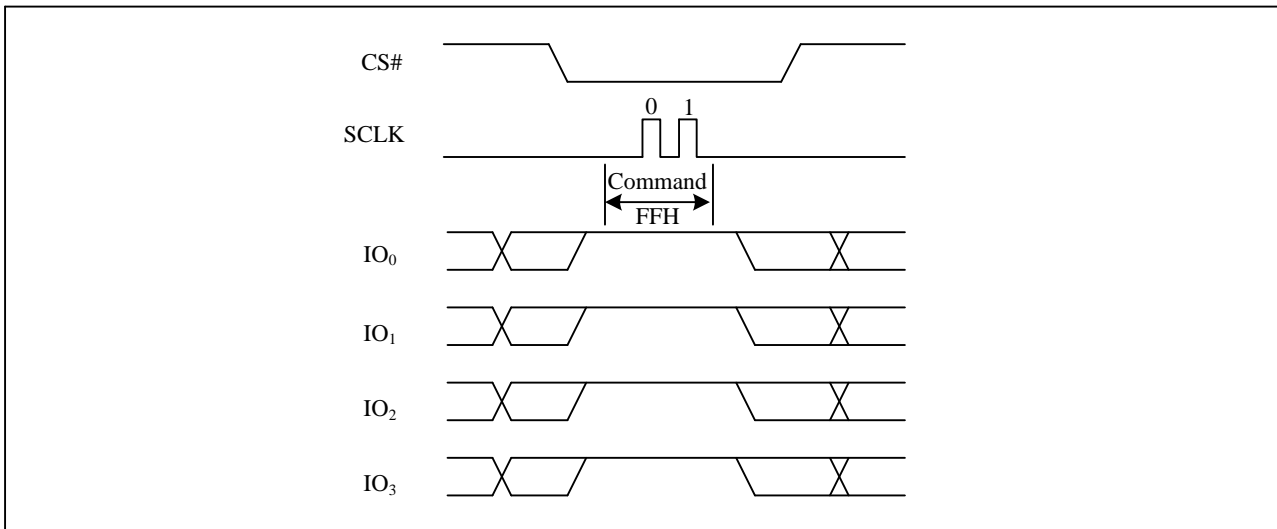 CS#
0 1
SCLK
Command
FFH
IO₀
IO₁
IO₂
IO₃